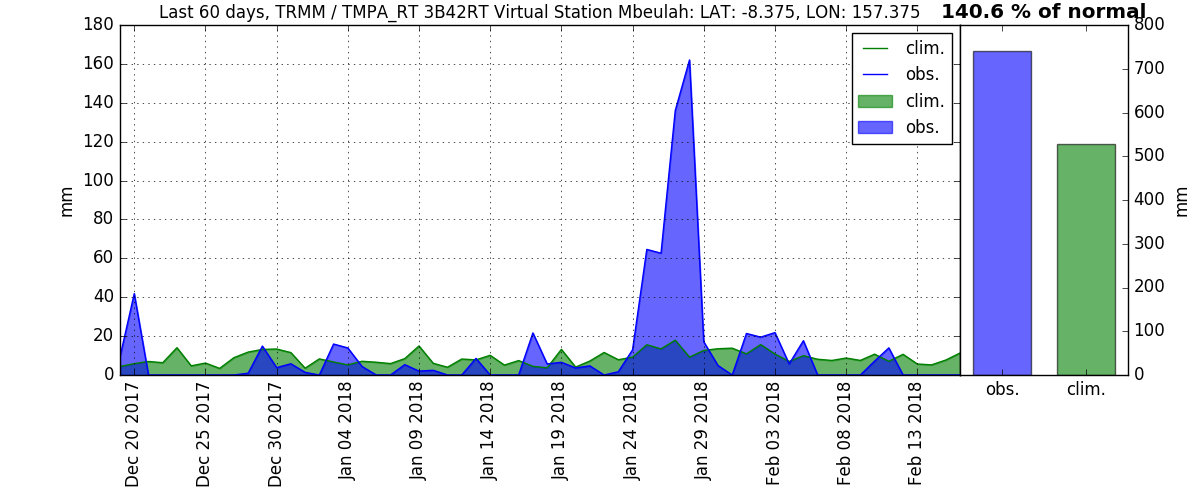 Last 60 days, TRMM / TMPA_RT 3B42RT Virtual Station Mbeulah: LAT: -8.375, LON: 157.375
140.6 % of normal
180
160
140
120
100
80
60
40
20
0
mm
clim.
obs.
clim.
obs.
Dec 20 2017
Dec 25 2017
Dec 30 2017
Jan 04 2018
Jan 09 2018
Jan 14 2018
Jan 19 2018
Jan 24 2018
Jan 29 2018
Feb 03 2018
Feb 08 2018
Feb 13 2018
800
700
600
500
400
300
200
100
0
mm
obs.
clim.